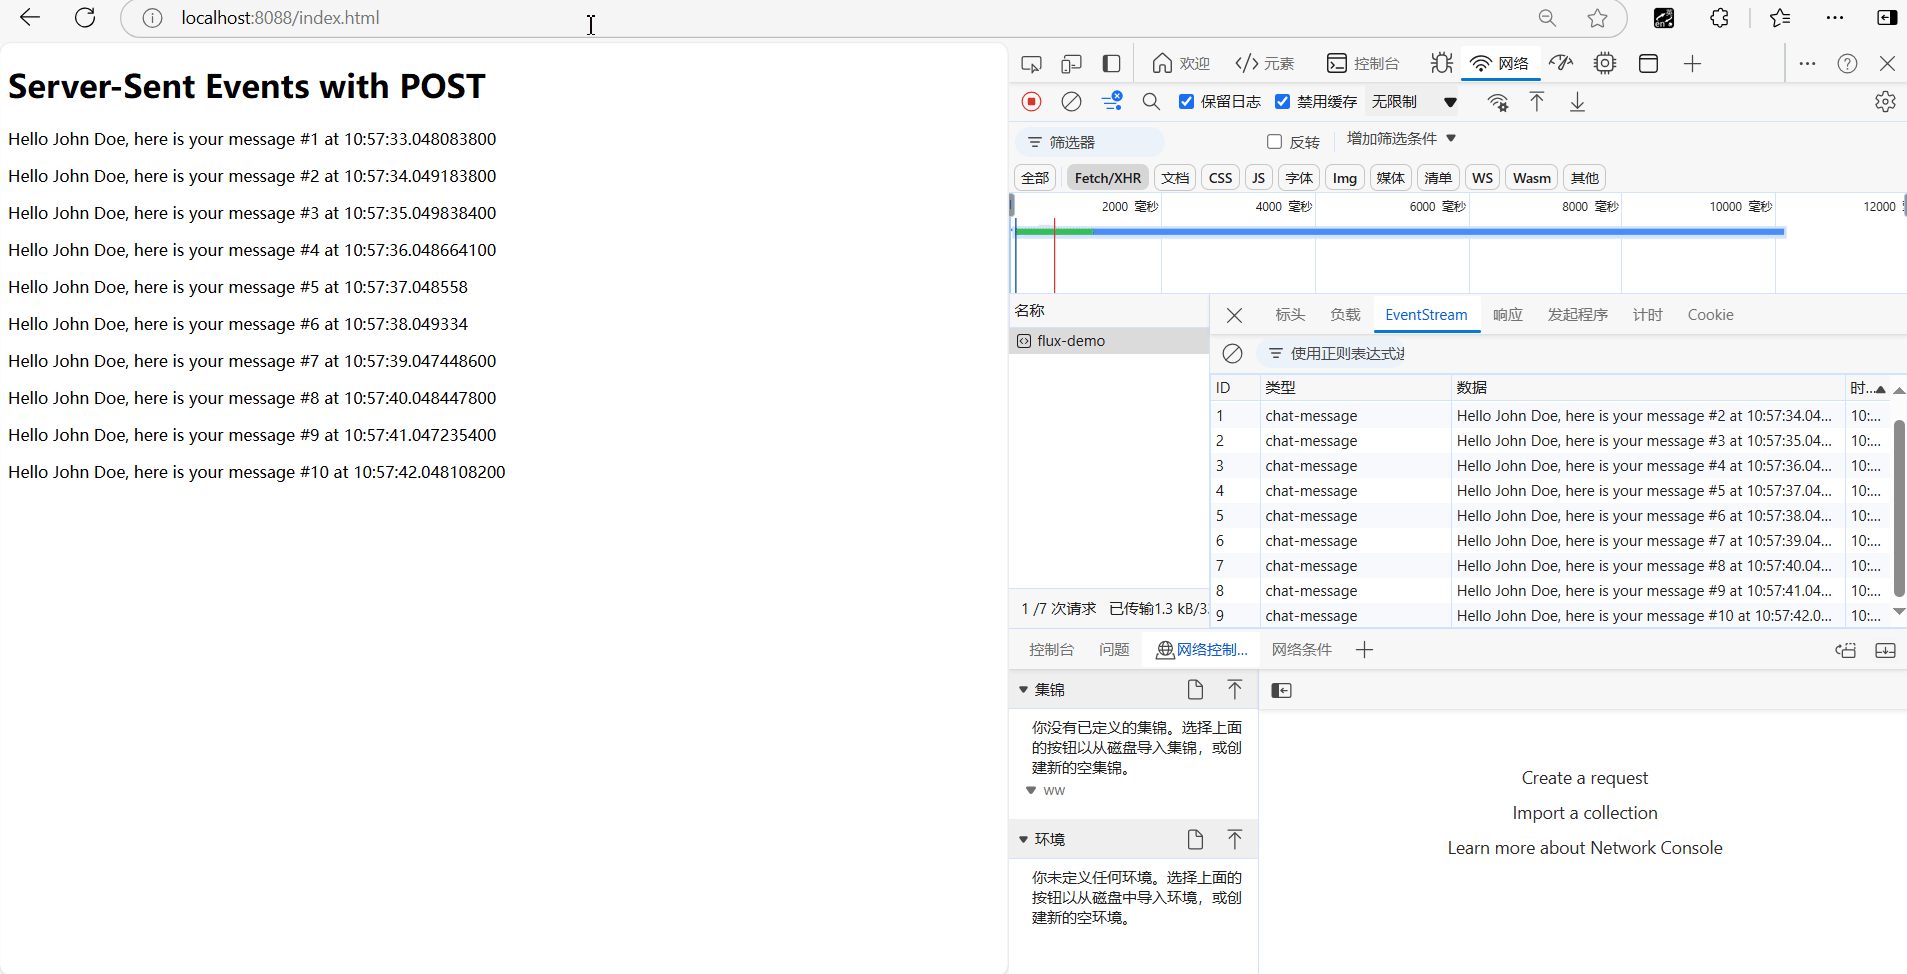 localhost:8088/index.html
Server-Sent Events with POST
Hello John Doe, here is your message #1 at 10:57:33.048083800
Hello John Doe, here is your message #2 at 10:57:34.049183800
Hello John Doe, here is your message #3 at 10:57:35.049838400
Hello John Doe, here is your message #4 at 10:57:36.048664100
Hello John Doe, here is your message #5 at 10:57:37.048558
Hello John Doe, here is your message #6 at 10:57:38.049334
Hello John Doe, here is your message #7 at 10:57:39.047448600
Hello John Doe, here is your message #8 at 10:57:40.048447800
Hello John Doe, here is your message #9 at 10:57:41.047235400
Hello John Doe, here is your message #10 at 10:57:42.048108200
欢迎 元素 控制台 网络
保留日志 禁用缓存 无限制
筛选器 反转 增加筛选条件
全部 Fetch/XHR 文档 CSS JS 字体 Img 媒体 清单 WS Wasm 其他
2000 毫秒 4000 毫秒 6000 毫秒 8000 毫秒 10000 毫秒 12000
名称
flux-demo
1 /7 次请求 已传输1.3 kB/3.
标头 负载 EventStream 响应 发起程序 计时 Cookie
使用正则表达式
ID 类型 数据 时...
1 chat-message Hello John Doe, here is your message #2 at 10:57:34.04... 10:...
2 chat-message Hello John Doe, here is your message #3 at 10:57:35.04... 10:...
3 chat-message Hello John Doe, here is your message #4 at 10:57:36.04... 10:...
4 chat-message Hello John Doe, here is your message #5 at 10:57:37.04... 10:...
5 chat-message Hello John Doe, here is your message #6 at 10:57:38.04... 10:...
6 chat-message Hello John Doe, here is your message #7 at 10:57:39.04... 10:...
7 chat-message Hello John Doe, here is your message #8 at 10:57:40.04... 10:...
8 chat-message Hello John Doe, here is your message #9 at 10:57:41.04... 10:...
9 chat-message Hello John Doe, here is your message #10 at 10:57:42.0... 10:...
控制台 问题 网络控制... 网络条件
集锦
你没有已定义的集锦。选择上面
的按钮以从磁盘导入集锦，或创
建新的空集锦。
ww
环境
你未定义任何环境。选择上面的
按钮以从磁盘中导入环境，或创
建新的空环境。
Create a request
Import a collection
Learn more about Network Console